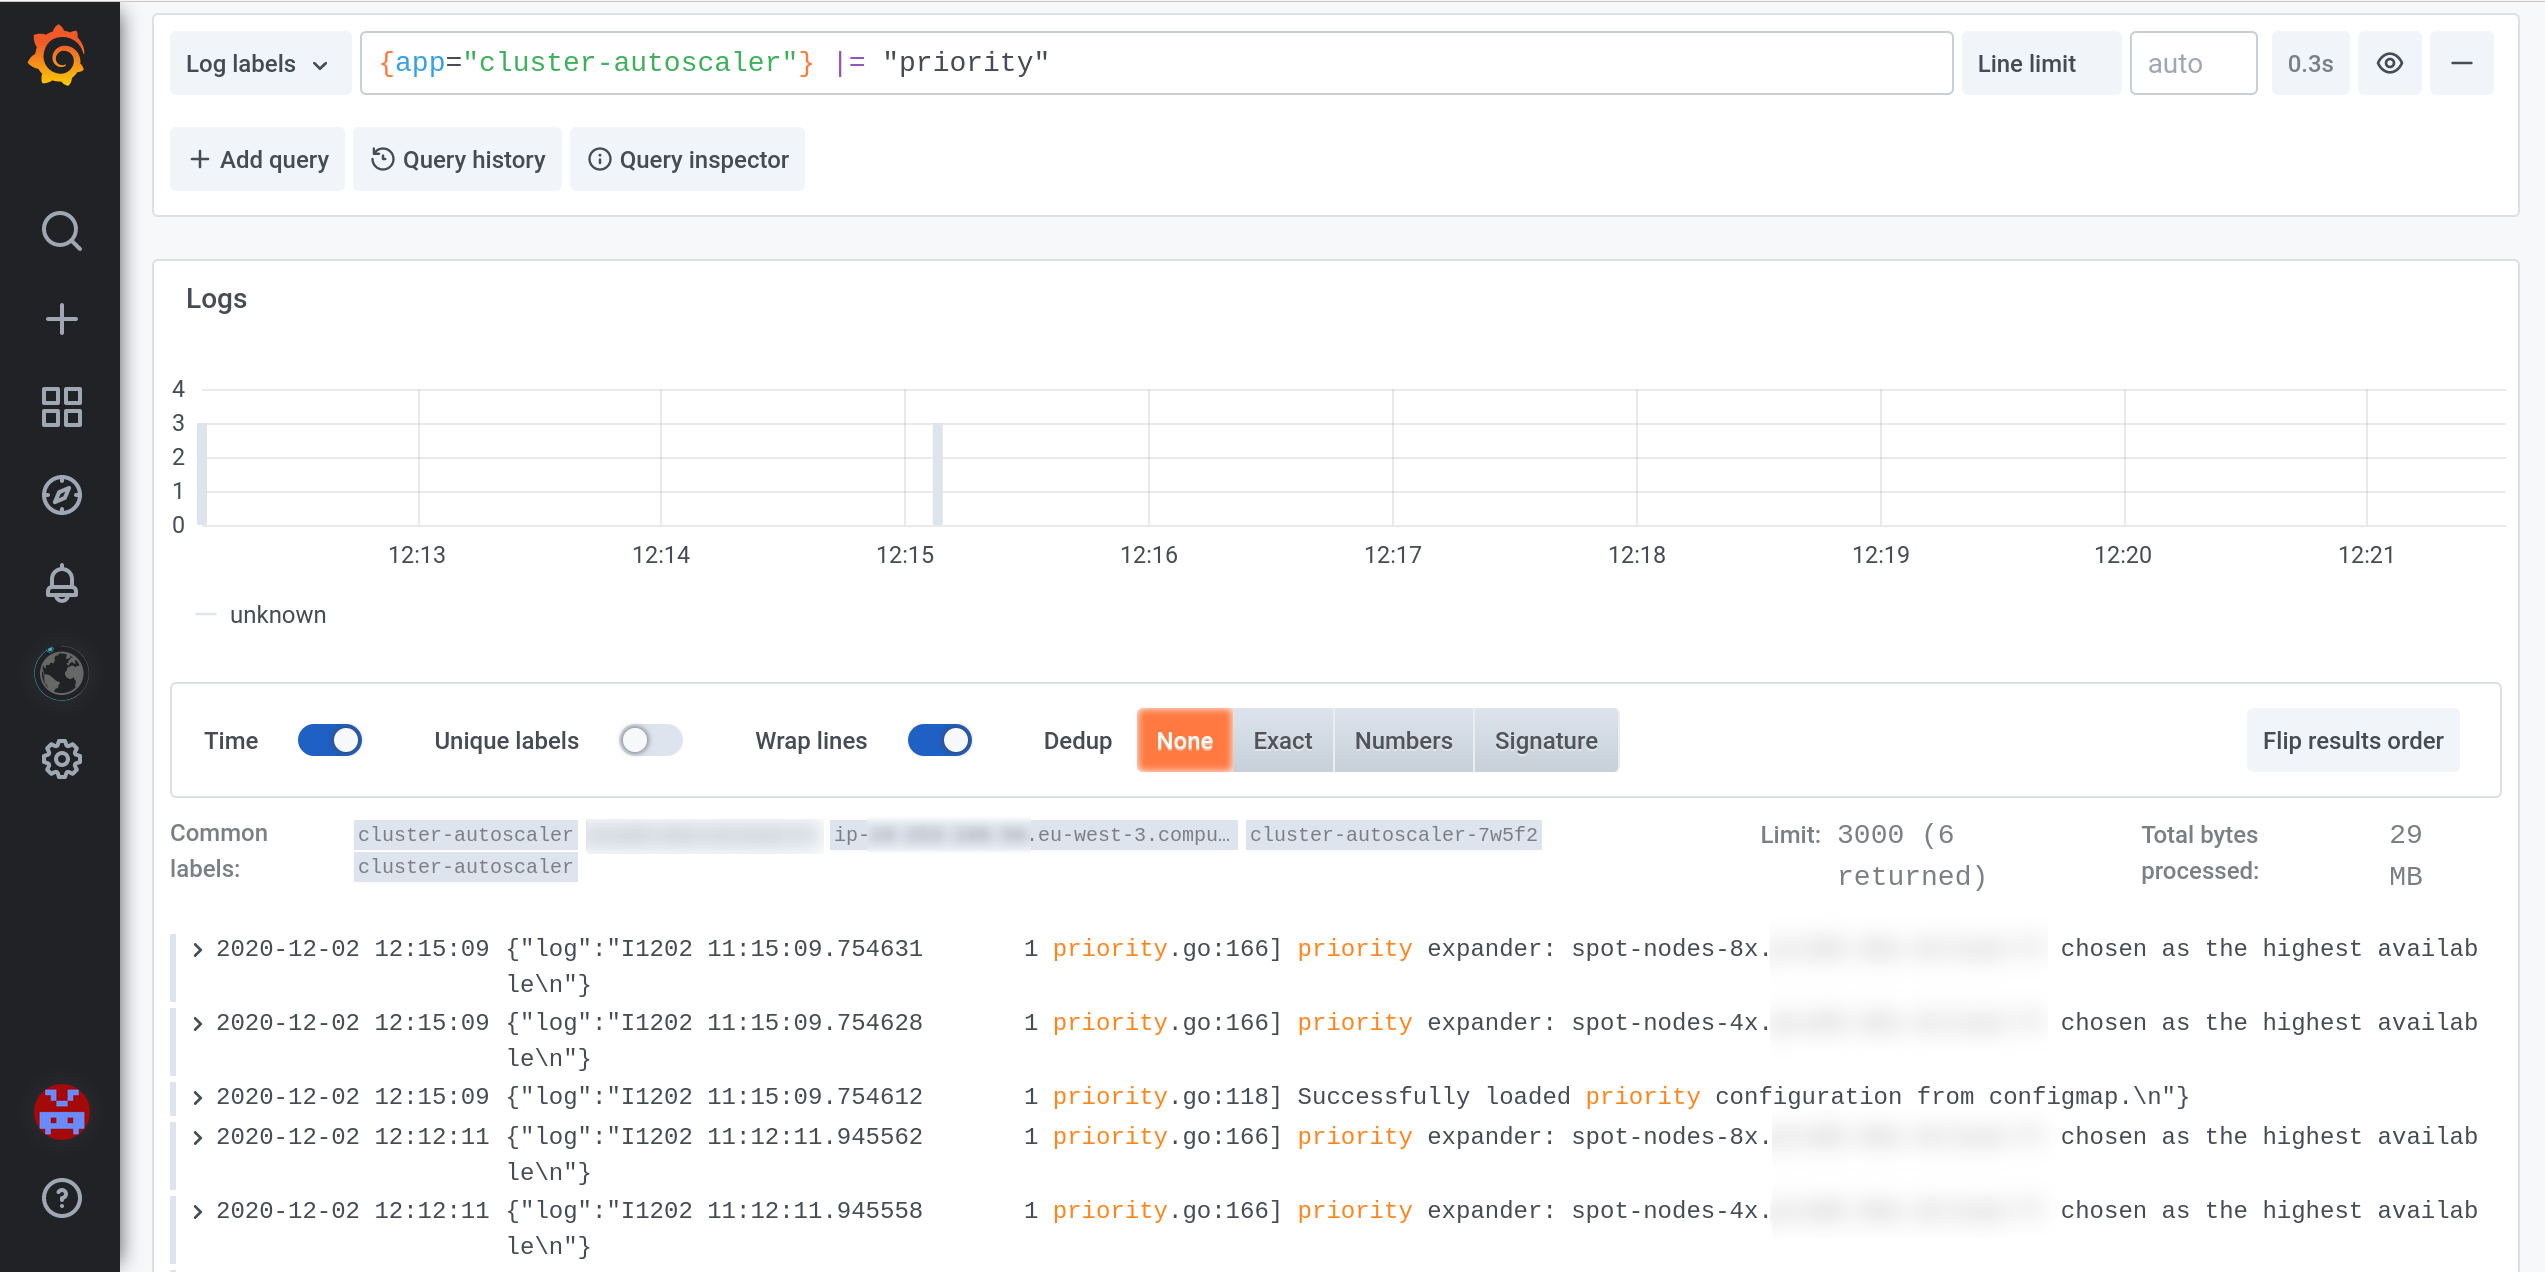 Log labels {app="cluster-autoscaler"} |= "priority" Line limit auto 0.3s
Add query Query history Query inspector
Logs
4
3
2
1
0
12:13 12:14 12:15 12:16 12:17 12:18 12:19 12:20 12:21
unknown
Time Unique labels Wrap lines Dedup None Exact Numbers Signature Flip results order
Common labels: cluster-autoscaler ip- .eu-west-3.compu… cluster-autoscaler-7w5f2 Limit: 3000 (6 returned) Total bytes processed: 29 MB
cluster-autoscaler
2020-12-02 12:15:09 {"log":"I1202 11:15:09.754631 1 priority.go:166] priority expander: spot-nodes-8x. chosen as the highest availab
le\n"}
2020-12-02 12:15:09 {"log":"I1202 11:15:09.754628 1 priority.go:166] priority expander: spot-nodes-4x. chosen as the highest availab
le\n"}
2020-12-02 12:15:09 {"log":"I1202 11:15:09.754612 1 priority.go:118] Successfully loaded priority configuration from configmap.\n"}
2020-12-02 12:12:11 {"log":"I1202 11:12:11.945562 1 priority.go:166] priority expander: spot-nodes-8x. chosen as the highest availab
le\n"}
2020-12-02 12:12:11 {"log":"I1202 11:12:11.945558 1 priority.go:166] priority expander: spot-nodes-4x. chosen as the highest availab
le\n"}